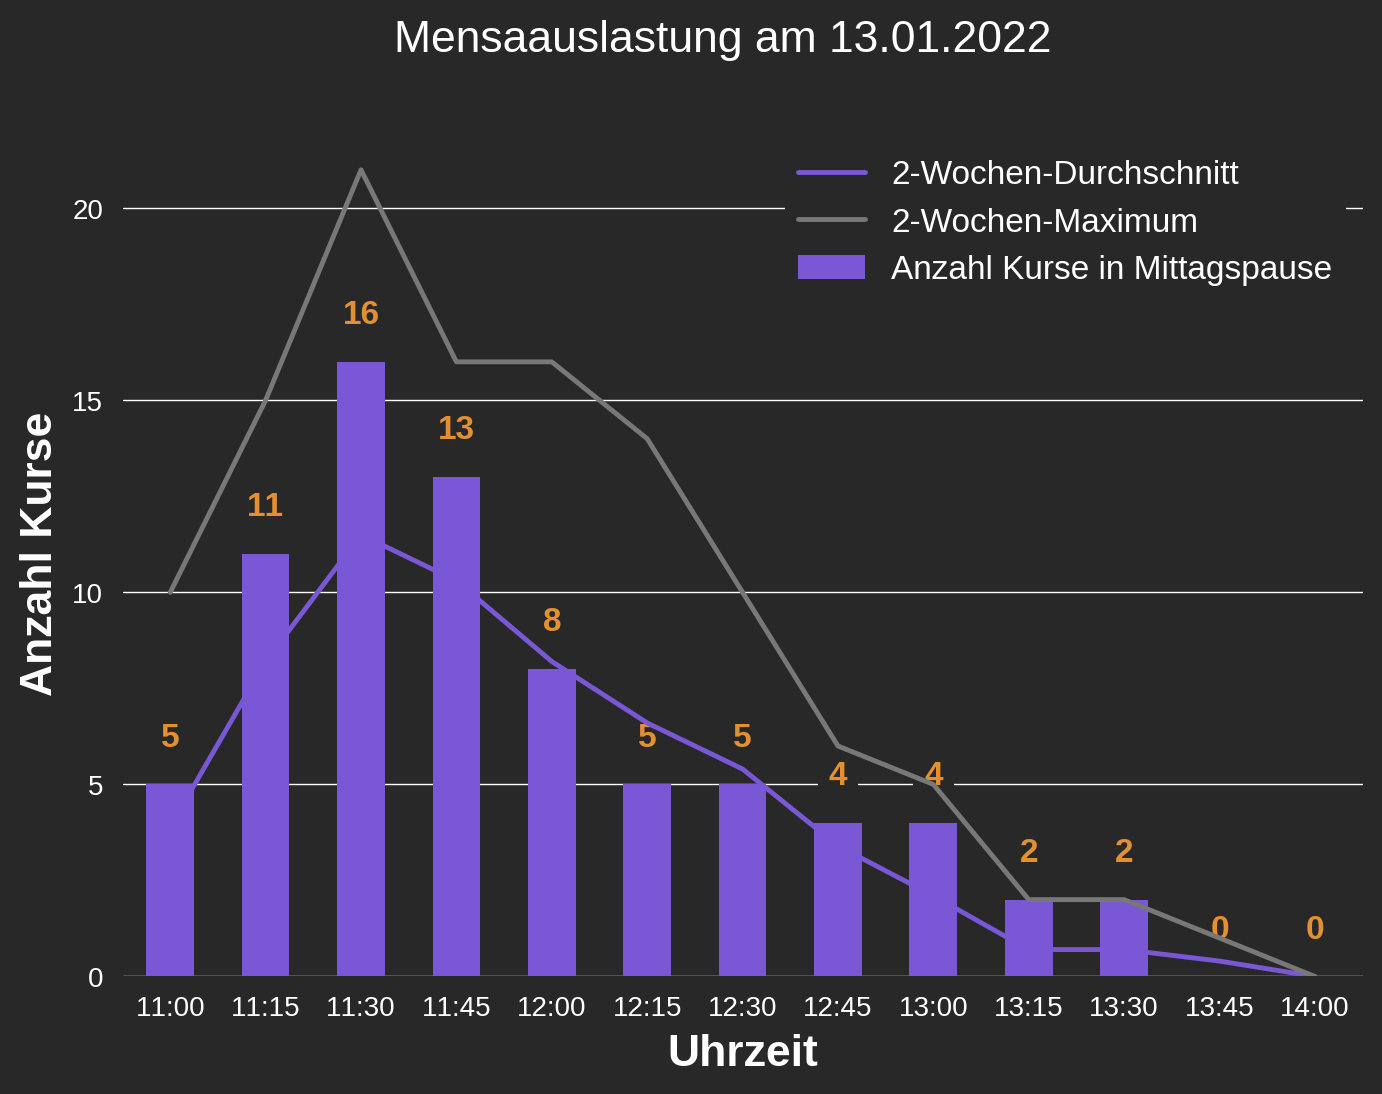 Mensaauslastung am 13.01.2022
2-Wochen-Durchschnitt
2-Wochen-Maximum
Anzahl Kurse in Mittagspause
Anzahl Kurse
20
15
10
5
0
5
11
16
13
8
5
5
4
4
2
2
0
0
11:00 11:15 11:30 11:45 12:00 12:15 12:30 12:45 13:00 13:15 13:30 13:45 14:00
Uhrzeit